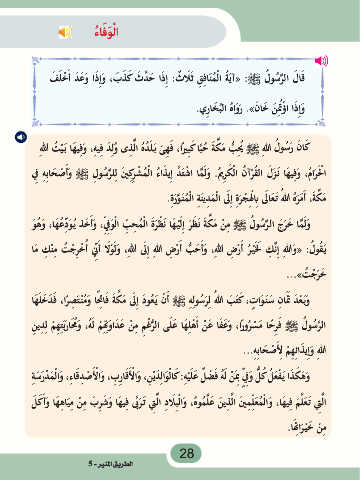 الْوَفَاءُ
قَالَ الرَّسُولُ ﷺ: «آيَةُ الْمُنَافِقِ ثَلَاثٌ: إِذَا حَدَّثَ كَذَبَ، وَإِذَا وَعَدَ أَخْلَفَ
وَإِذَا اؤْتُمِنَ خَانَ». رَوَاهُ الْبُخَارِي.
كَانَ رَسُولُ اللهِ ﷺ يُحِبُّ مَكَّةَ حُبًّا كَبِيرًا، فَهِيَ بَلْدَةُ الَّذِى وُلِدَ فِيهِ، وَفِيهَا بَيْتُ اللهِ
الْحَرَامُ، وَفِيهَا نَزَلَ الْقُرْآنُ الْكَرِيمُ. وَلَمَّا اشْتَدَّ إِيذَاءُ الْمُشْرِكِينَ لِلرَّسُولِ ﷺ وَأَصْحَابِهِ فِي
مَكَّةَ، أَمَرَهُ اللهُ تَعَالَى بِالْهِجْرَةِ إِلَى الْمَدِينَةِ الْمُنَوَّرَةِ.
وَلَمَّا خَرَجَ الرَّسُولُ ﷺ مِنْ مَكَّةَ نَظَرَ إِلَيْهَا نَظْرَةَ الْمُحِبِّ الْوَفِيِّ، وَأَخَذَ يُوَدِّعُهَا، وَهُوَ
يَقُولُ: «وَاللهِ إِنَّكِ لَخَيْرُ أَرْضِ اللهِ، وَأَحَبُّ أَرْضِ اللهِ إِلَى اللهِ، وَلَوْلَا أَنِّي أُخْرِجْتُ مِنْكِ مَا
خَرَجْتُ»...
وَبَعْدَ ثَمَانِ سَنَوَاتٍ، كَتَبَ اللهُ لِرَسُولِهِ ﷺ أَنْ يَعُودَ إِلَى مَكَّةَ فَاتِحًا وَمُنْتَصِرًا، فَدَخَلَهَا
الرَّسُولُ ﷺ فَرِحًا مَسْرُورًا، وَعَفَا عَنْ أَهْلِهَا عَلَى الرَّغْمِ مِنْ عَدَاوَتِهِمْ لَهُ، وَمُحَارَبَتِهِمْ لِدِينِ
اللهِ وَإِيذَائِهِمْ لِأَصْحَابِهِ...
وَهَكَذَا يَفْعَلُ كُلُّ وَفِيٍّ بِمَنْ لَهُ فَضْلٌ عَلَيْهِ: كَالْوَالِدَيْنِ، وَالْأَقَارِبِ، وَالْأَصْدِقَاءِ، وَالْمَدْرَسَةِ
الَّتِي تَعَلَّمَ فِيهَا، وَالْمُعَلِّمِينَ الَّذِينَ عَلَّمُوهُ، وَالْبِلَادِ الَّتِي تَرَبَّى فِيهَا وَشَرِبَ مِنْ مِيَاهِهَا وَأَكَلَ
مِنْ خَيْرَاتِهَا.
28
الطريق المنير - 5